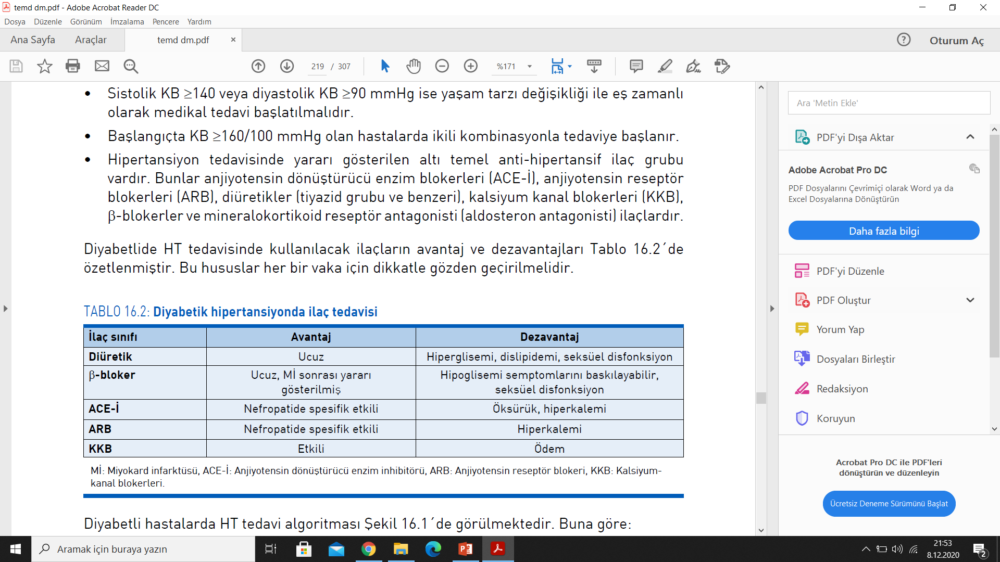 temd dm.pdf - Adobe Acrobat Reader DC
Dosya Düzenle Görünüm İmzalama Pencere Yardım
Ana Sayfa Araçlar temd dm.pdf × ? Oturum Aç
219 / 307 %171
• Sistolik KB ≥140 veya diyastolik KB ≥90 mmHg ise yaşam tarzı değişikliği ile eş zamanlı
olarak medikal tedavi başlatılmalıdır.
• Başlangıçta KB ≥160/100 mmHg olan hastalarda ikili kombinasyonla tedaviye başlanır.
• Hipertansiyon tedavisinde yararı gösterilen altı temel anti-hipertansif ilaç grubu
vardır. Bunlar anjiyotensin dönüştürücü enzim blokerleri (ACE-İ), anjiyotensin reseptör
blokerleri (ARB), diüretikler (tiyazid grubu ve benzeri), kalsiyum kanal blokerleri (KKB),
β-blokerler ve mineralokortikoid reseptör antagonisti (aldosteron antagonisti) ilaçlardır.
Diyabetlide HT tedavisinde kullanılacak ilaçların avantaj ve dezavantajları Tablo 16.2´de
özetlenmiştir. Bu hususlar her bir vaka için dikkatle gözden geçirilmelidir.
TABLO 16.2: Diyabetik hipertansiyonda ilaç tedavisi
İlaç sınıfı Avantaj Dezavantaj
Diüretik Ucuz Hiperglisemi, dislipidemi, seksüel disfonksiyon
β-bloker Ucuz, Mİ sonrası yararı Hipoglisemi semptomlarını baskılayabilir,
gösterilmiş seksüel disfonksiyon
ACE-İ Nefropatide spesifik etkili Öksürük, hiperkalemi
ARB Nefropatide spesifik etkili Hiperkalemi
KKB Etkili Ödem
Mİ: Miyokard infarktüsü, ACE-İ: Anjiyotensin dönüştürücü enzim inhibitörü, ARB: Anjiyotensin reseptör blokeri, KKB: Kalsiyum-
kanal blokerleri.
Diyabetli hastalarda HT tedavi algoritması Şekil 16.1´de görülmektedir. Buna göre:
Ara 'Metin Ekle'
PDF'yi Dışa Aktar
Adobe Acrobat Pro DC
PDF Dosyalarını Çevrimiçi olarak Word ya da
Excel Dosyalarına Dönüştürün
Daha fazla bilgi
PDF'yi Düzenle
PDF Oluştur
Yorum Yap
Dosyaları Birleştir
Redaksiyon
Koruyun
Acrobat Pro DC ile PDF'leri
dönüştürün ve düzenleyin
Ücretsiz Deneme Sürümünü Başlat
Aramak için buraya yazın
21:53
8.12.2020
2